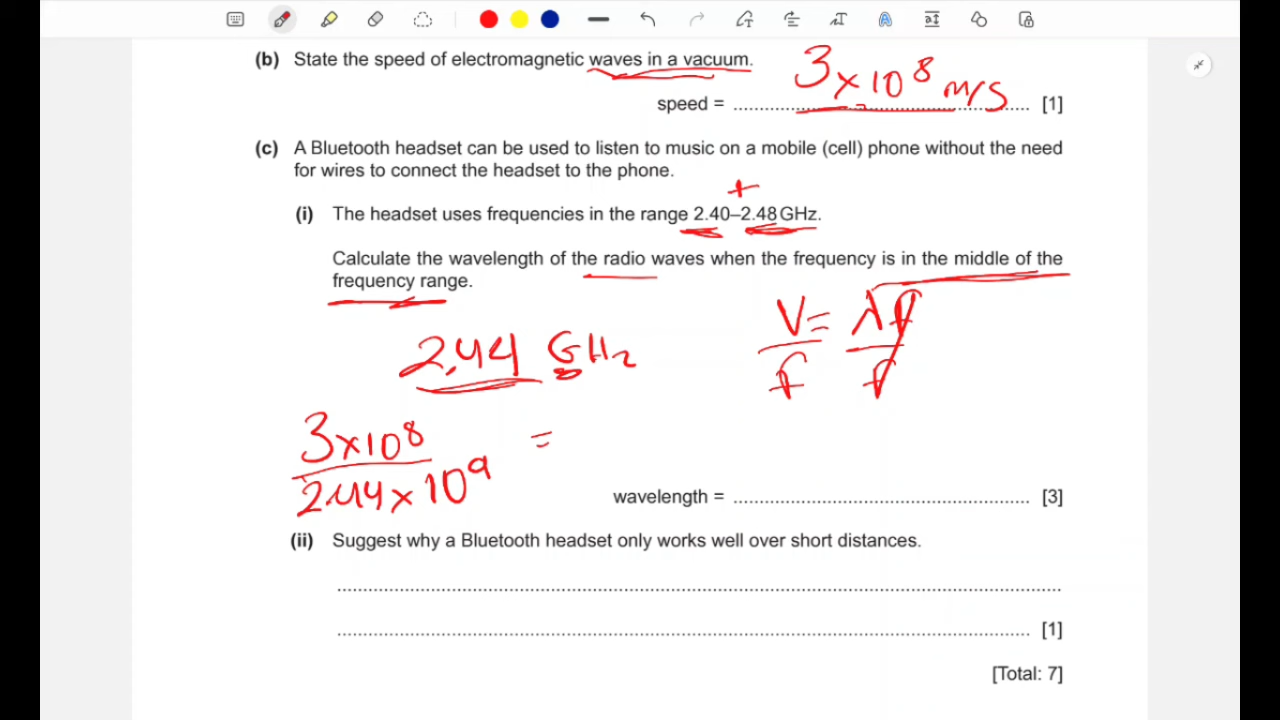 (b) State the speed of electromagnetic waves in a vacuum.
3×10⁸ m/s
speed = .................................................... [1]
(c) A Bluetooth headset can be used to listen to music on a mobile (cell) phone without the need
for wires to connect the headset to the phone.
+
(i) The headset uses frequencies in the range 2.40–2.48 GHz.
Calculate the wavelength of the radio waves when the frequency is in the middle of the
frequency range.
V = λf
f f
2.44 GHz
3×10⁸ =
2.44×10⁹
wavelength = .................................................... [3]
(ii) Suggest why a Bluetooth headset only works well over short distances.
....................................................................................................
.................................................................................................... [1]
[Total: 7]